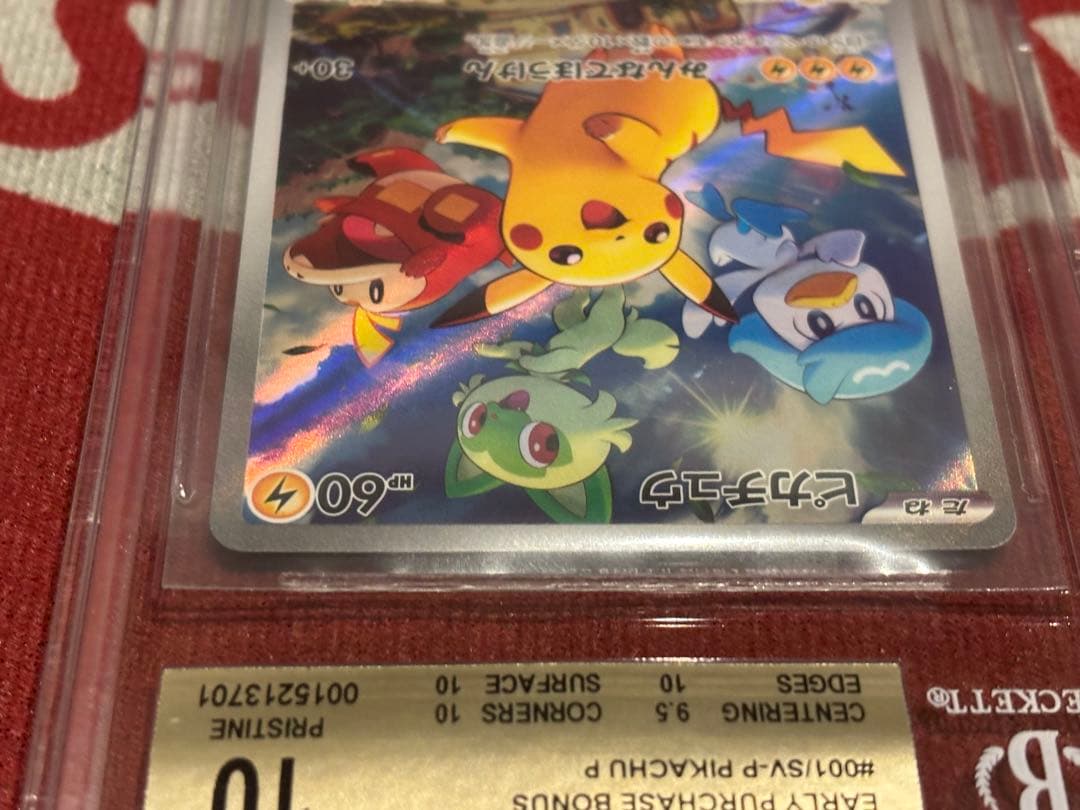 EARLY PURCHASE BONUS
#001/SV-P PIKACHU P
10
CENTERING 9.5 CORNERS 10
PRISTINE
EDGES 10 SURFACE 10
0015213701
B
ECKETT®
たね
ピカチュウ
HP60
みんなでぼうけん
30+